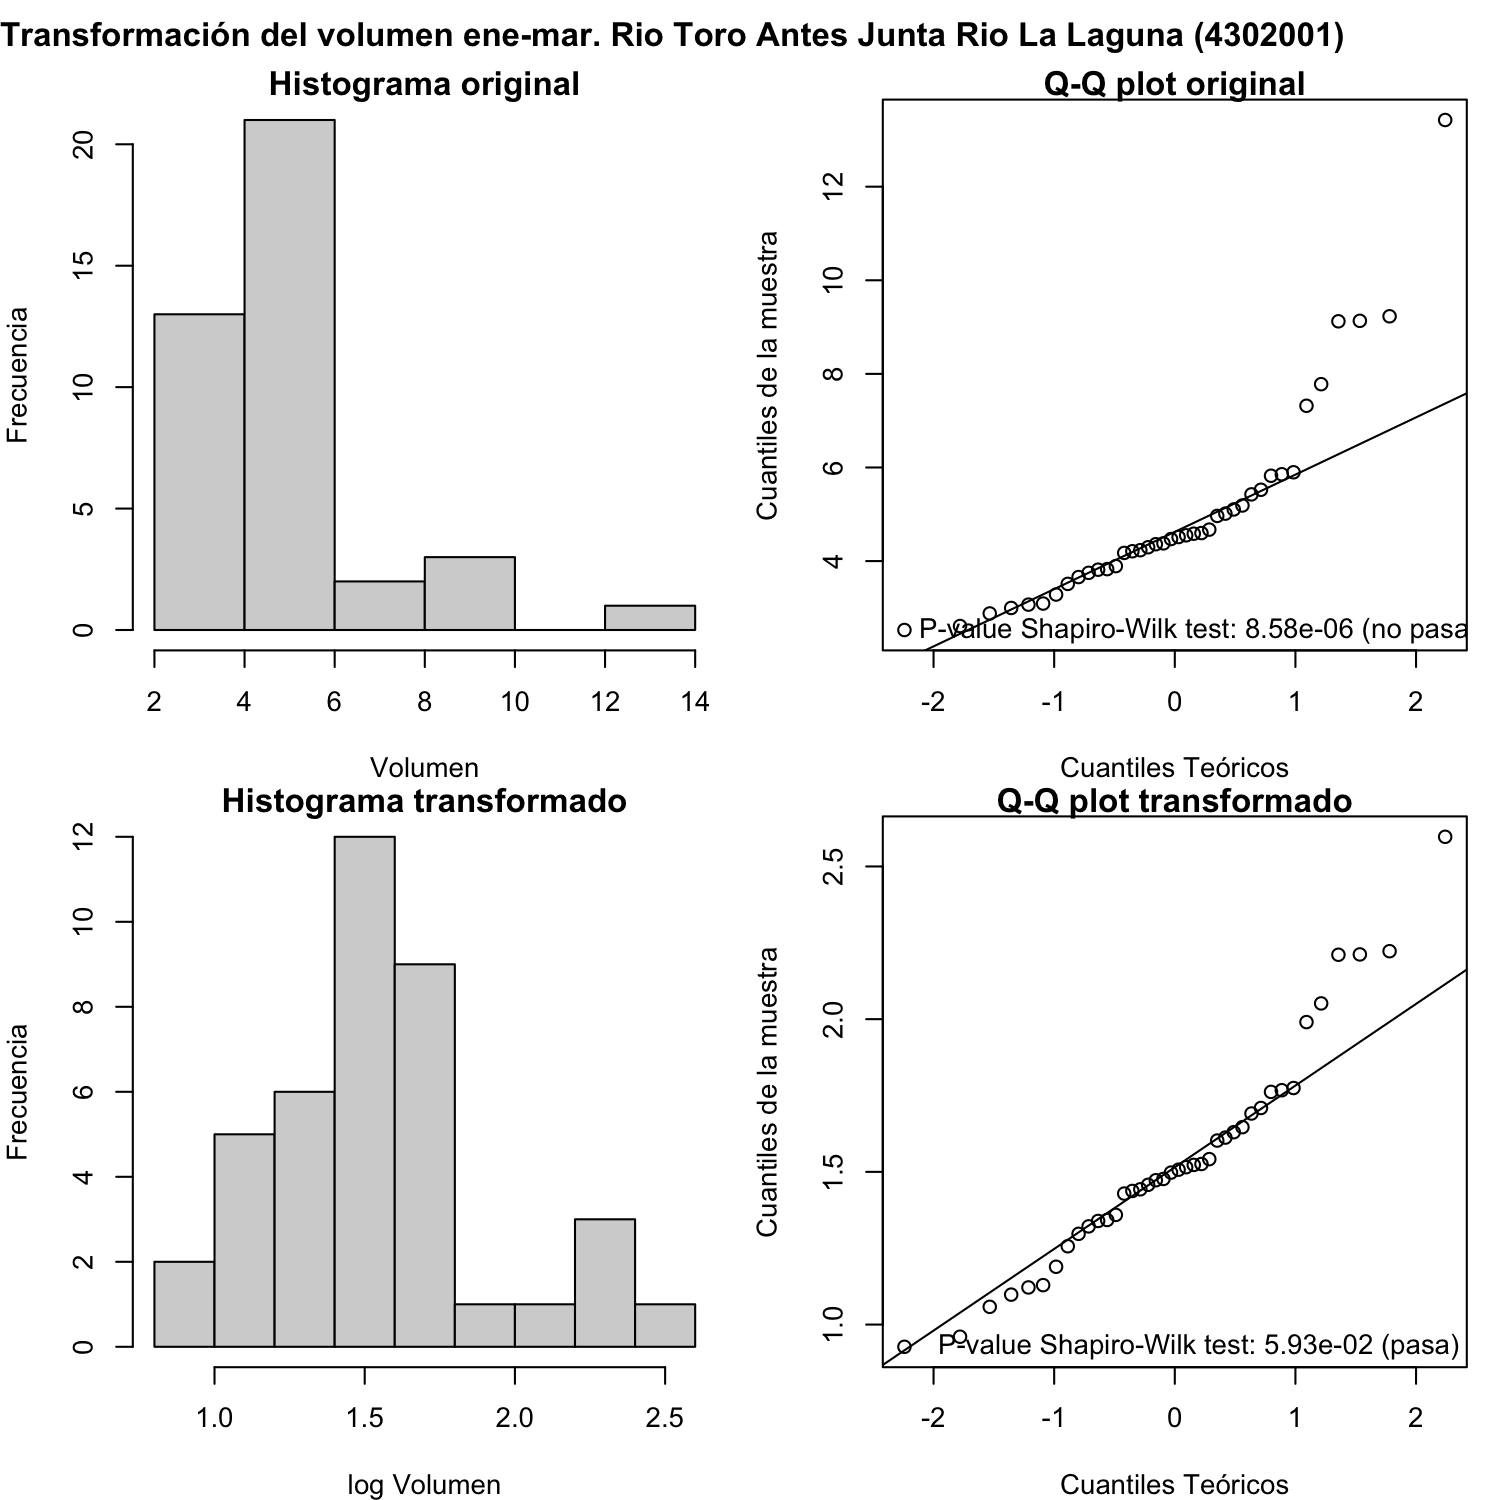 Transformación del volumen ene-mar. Rio Toro Antes Junta Rio La Laguna (4302001)
Histograma original
Frecuencia
0 5 10 15 20
2 4 6 8 10 12 14
Volumen
Q-Q plot original
Cuantiles de la muestra
4 6 8 10 12
P-value Shapiro-Wilk test: 8.58e-06 (no pasa
-2 -1 0 1 2
Cuantiles Teóricos
Histograma transformado
Frecuencia
0 2 4 6 8 10 12
1.0 1.5 2.0 2.5
log Volumen
Q-Q plot transformado
Cuantiles de la muestra
1.0 1.5 2.0 2.5
P-value Shapiro-Wilk test: 5.93e-02 (pasa)
-2 -1 0 1 2
Cuantiles Teóricos